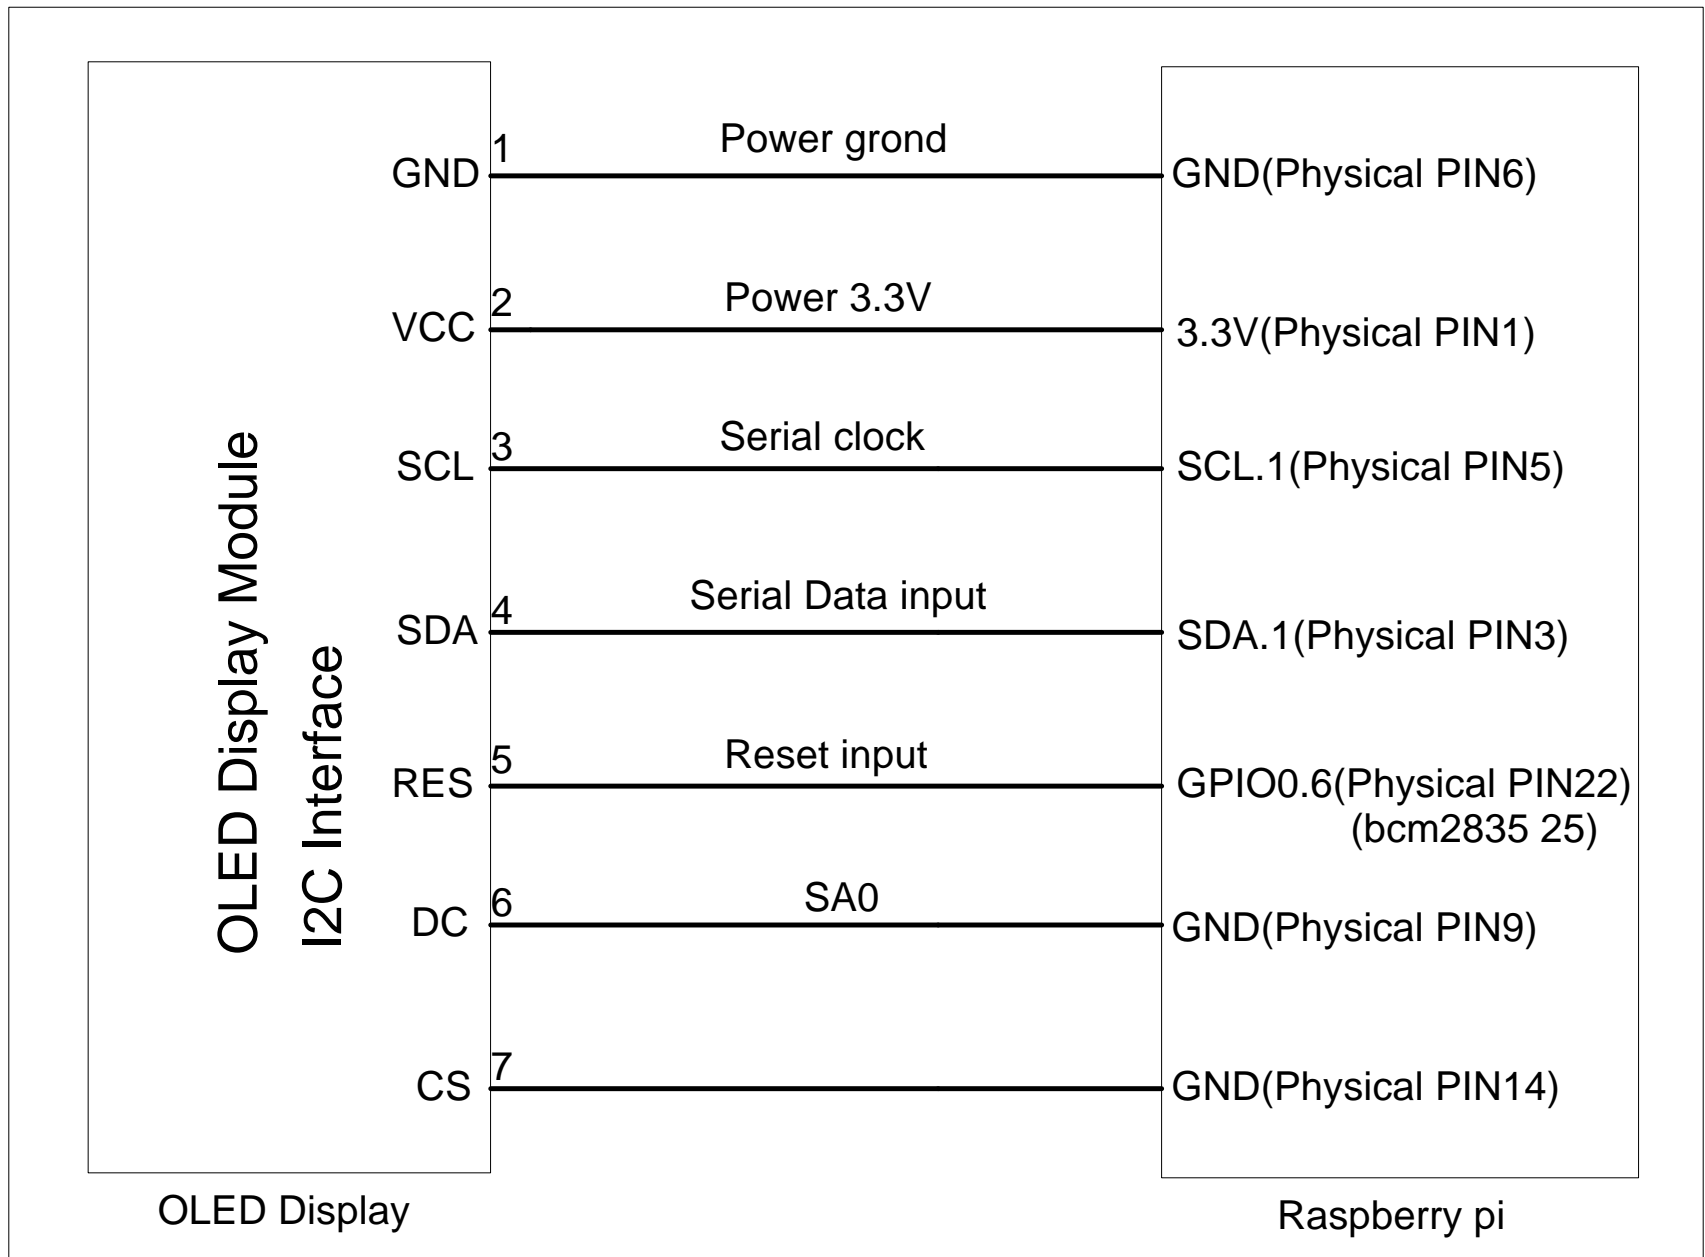 GND 1 Power grond GND(Physical PIN6)
VCC 2 Power 3.3V 3.3V(Physical PIN1)
SCL 3 Serial clock SCL.1(Physical PIN5)
SDA 4 Serial Data input SDA.1(Physical PIN3)
RES 5 Reset input GPIO0.6(Physical PIN22)
(bcm2835 25)
DC 6 SA0 GND(Physical PIN9)
CS 7 GND(Physical PIN14)
OLED Display Module
I2C Interface
OLED Display
Raspberry pi